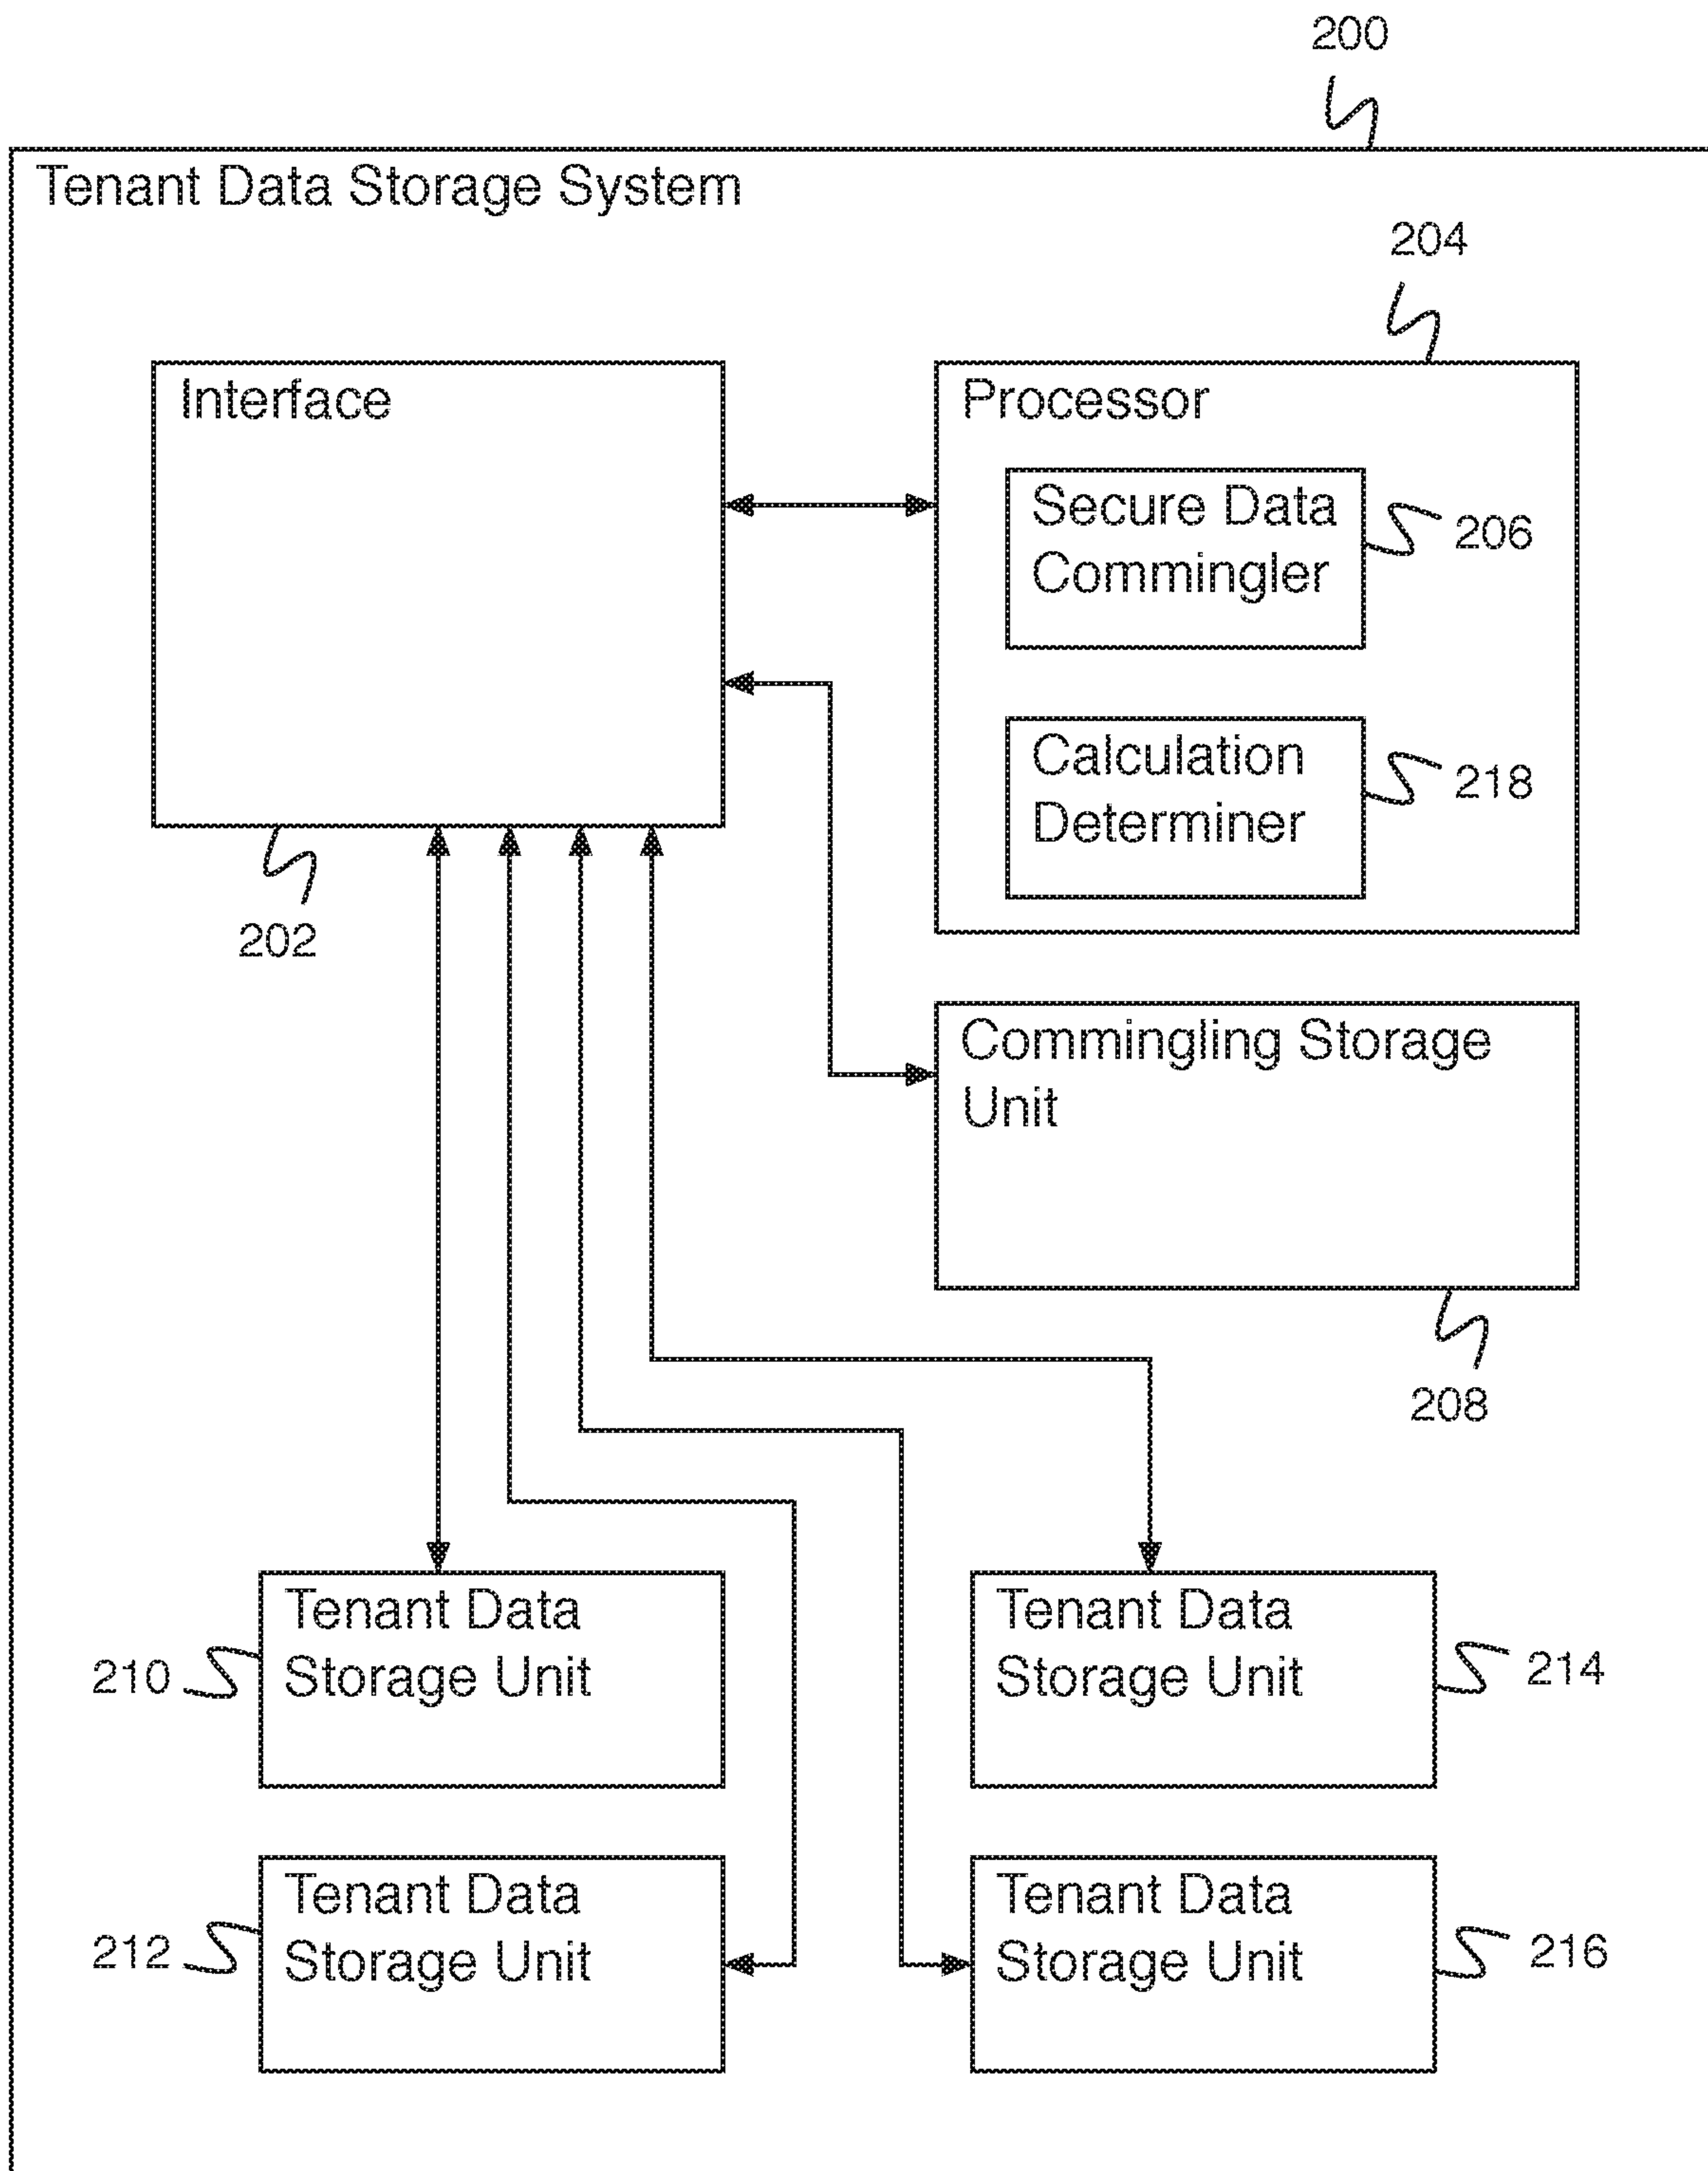 200
Tenant Data Storage System
204
Interface
Processor
Secure Data
Commingler
206
Calculation
Determiner
218
202
Commingling Storage
Unit
208
Tenant Data
Storage Unit
210
Tenant Data
Storage Unit
214
Tenant Data
Storage Unit
212
Tenant Data
Storage Unit
216